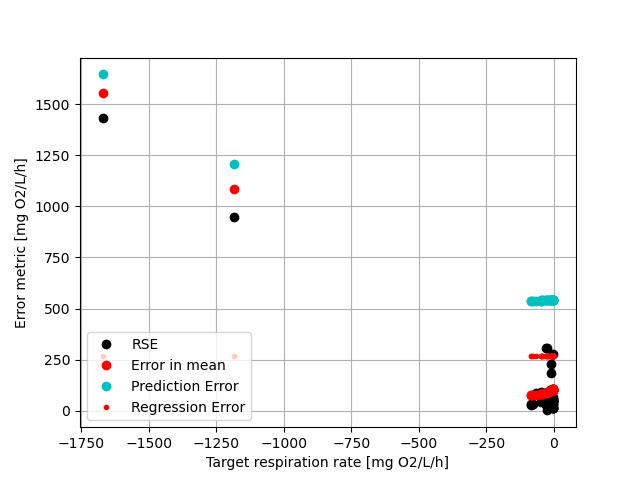 Error metric [mg O2/L/h]
1500
1250
1000
750
500
250
0
RSE
Error in mean
Prediction Error
Regression Error
−1750 −1500 −1250 −1000 −750 −500 −250 0
Target respiration rate [mg O2/L/h]